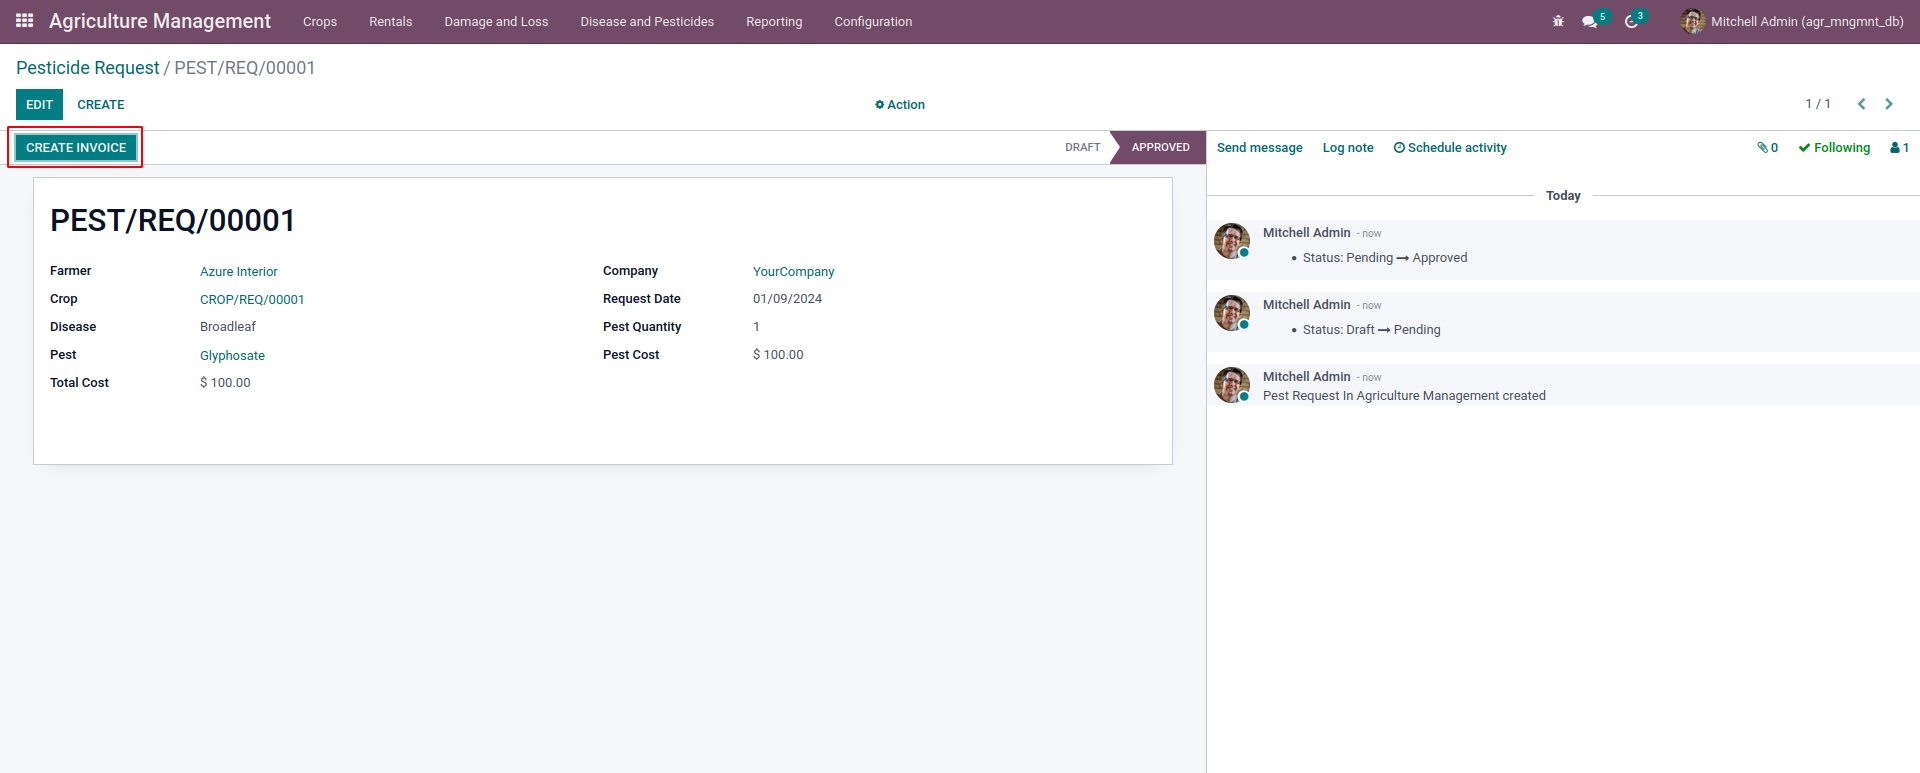 Agriculture Management Crops Rentals Damage and Loss Disease and Pesticides Reporting Configuration 5 3 Mitchell Admin (agr_mngmnt_db)
Pesticide Request / PEST/REQ/00001
EDIT CREATE Action 1 / 1
CREATE INVOICE DRAFT APPROVED Send message Log note Schedule activity 0 Following 1
Today
PEST/REQ/00001
Farmer Azure Interior Company YourCompany
Crop CROP/REQ/00001 Request Date 01/09/2024
Disease Broadleaf Pest Quantity 1
Pest Glyphosate Pest Cost $ 100.00
Total Cost $ 100.00
Mitchell Admin - now
• Status: Pending → Approved
Mitchell Admin - now
• Status: Draft → Pending
Mitchell Admin - now
Pest Request In Agriculture Management created